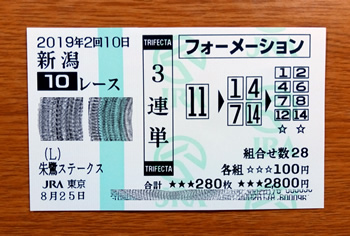 2019年2回10日
新潟
10レース
(L)
朱鷺ステークス
JRA 東京
8月25日
TRIFECTA
3連単
TRIFECTA
フォーメーション
11
1 4
7 14
1 2
4 6
7 8
12 14
☆ ☆
組合せ数28
各組 ☆☆☆100円
合計 ★★★280枚 ★★★2800円